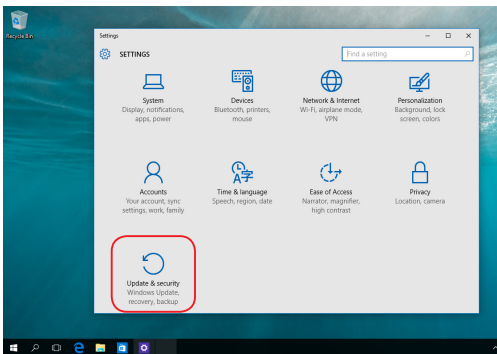 Recycle Bin
Settings
SETTINGS
Find a setting
System
Display, notifications,
apps, power
Devices
Bluetooth, printers,
mouse
Network & Internet
Wi-Fi, airplane mode,
VPN
Personalization
Background, lock
screen, colors
Accounts
Your account, sync
settings, work, family
Time & language
Speech, region, date
Ease of Access
Narrator, magnifier,
high contrast
Privacy
Location, camera
Update & security
Windows Update,
recovery, backup